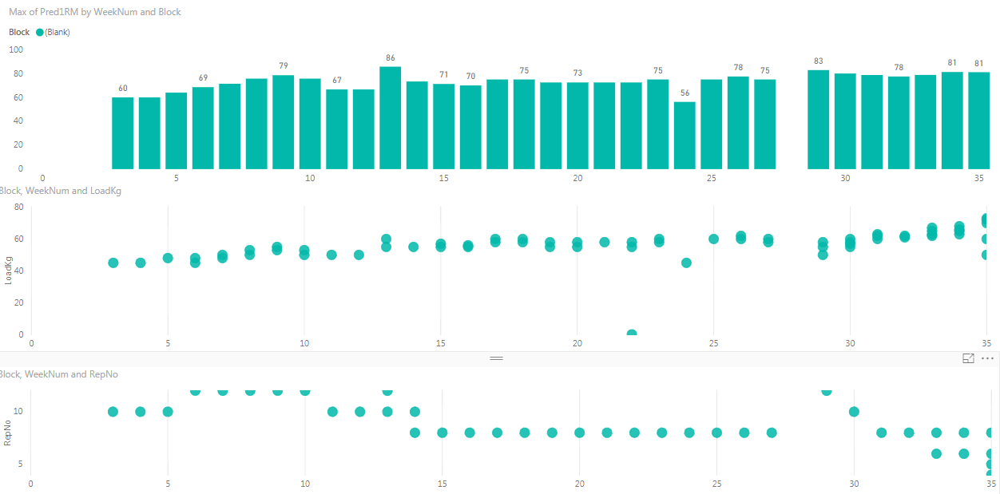 Max of Pred1RM by WeekNum and Block
Block (Blank)
100
80
60
40
20
0
60 69 79 67 86 71 70 75 73 75 56 78 75 83 78 81 81
0 5 10 15 20 25 30 35
Block, WeekNum and LoadKg
LoadKg
80
60
40
20
0
0 5 10 15 20 25 30 35
Block, WeekNum and RepNo
RepNo
10
5
0 5 10 15 20 25 30 35